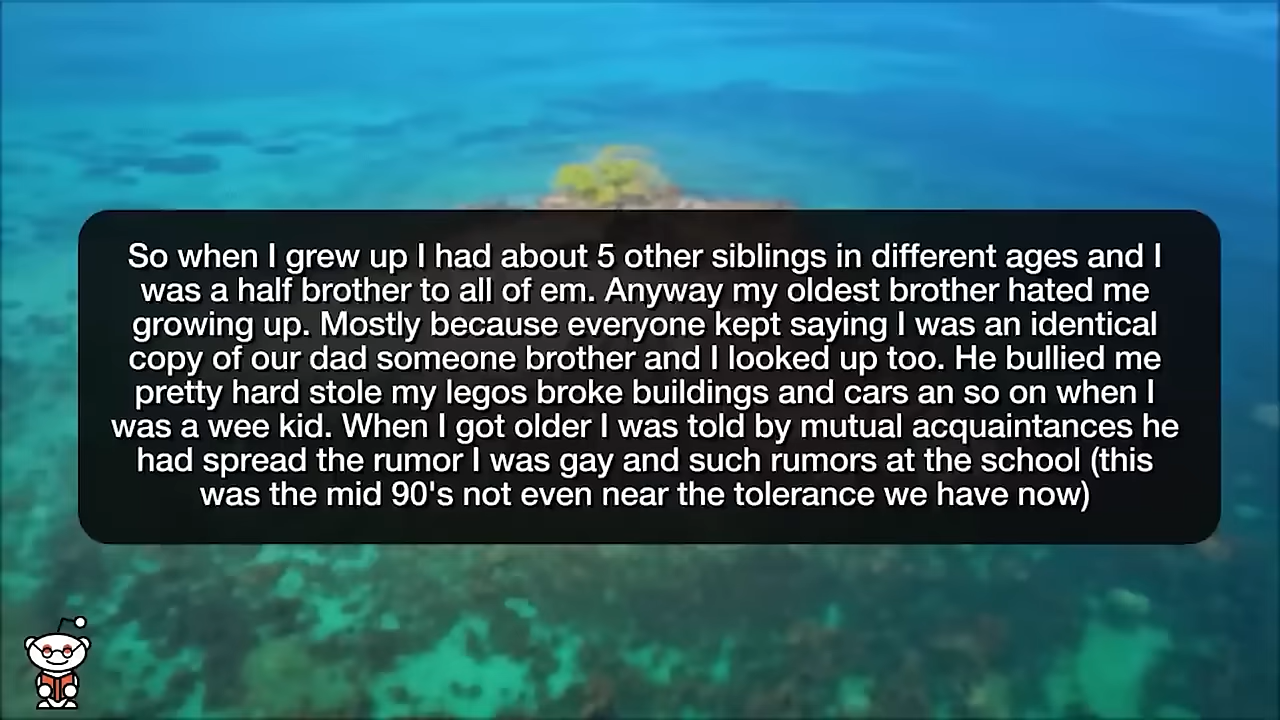 So when I grew up I had about 5 other siblings in different ages and I
was a half brother to all of em. Anyway my oldest brother hated me
growing up. Mostly because everyone kept saying I was an identical
copy of our dad someone brother and I looked up too. He bullied me
pretty hard stole my legos broke buildings and cars an so on when I
was a wee kid. When I got older I was told by mutual acquaintances he
had spread the rumor I was gay and such rumors at the school (this
was the mid 90's not even near the tolerance we have now)